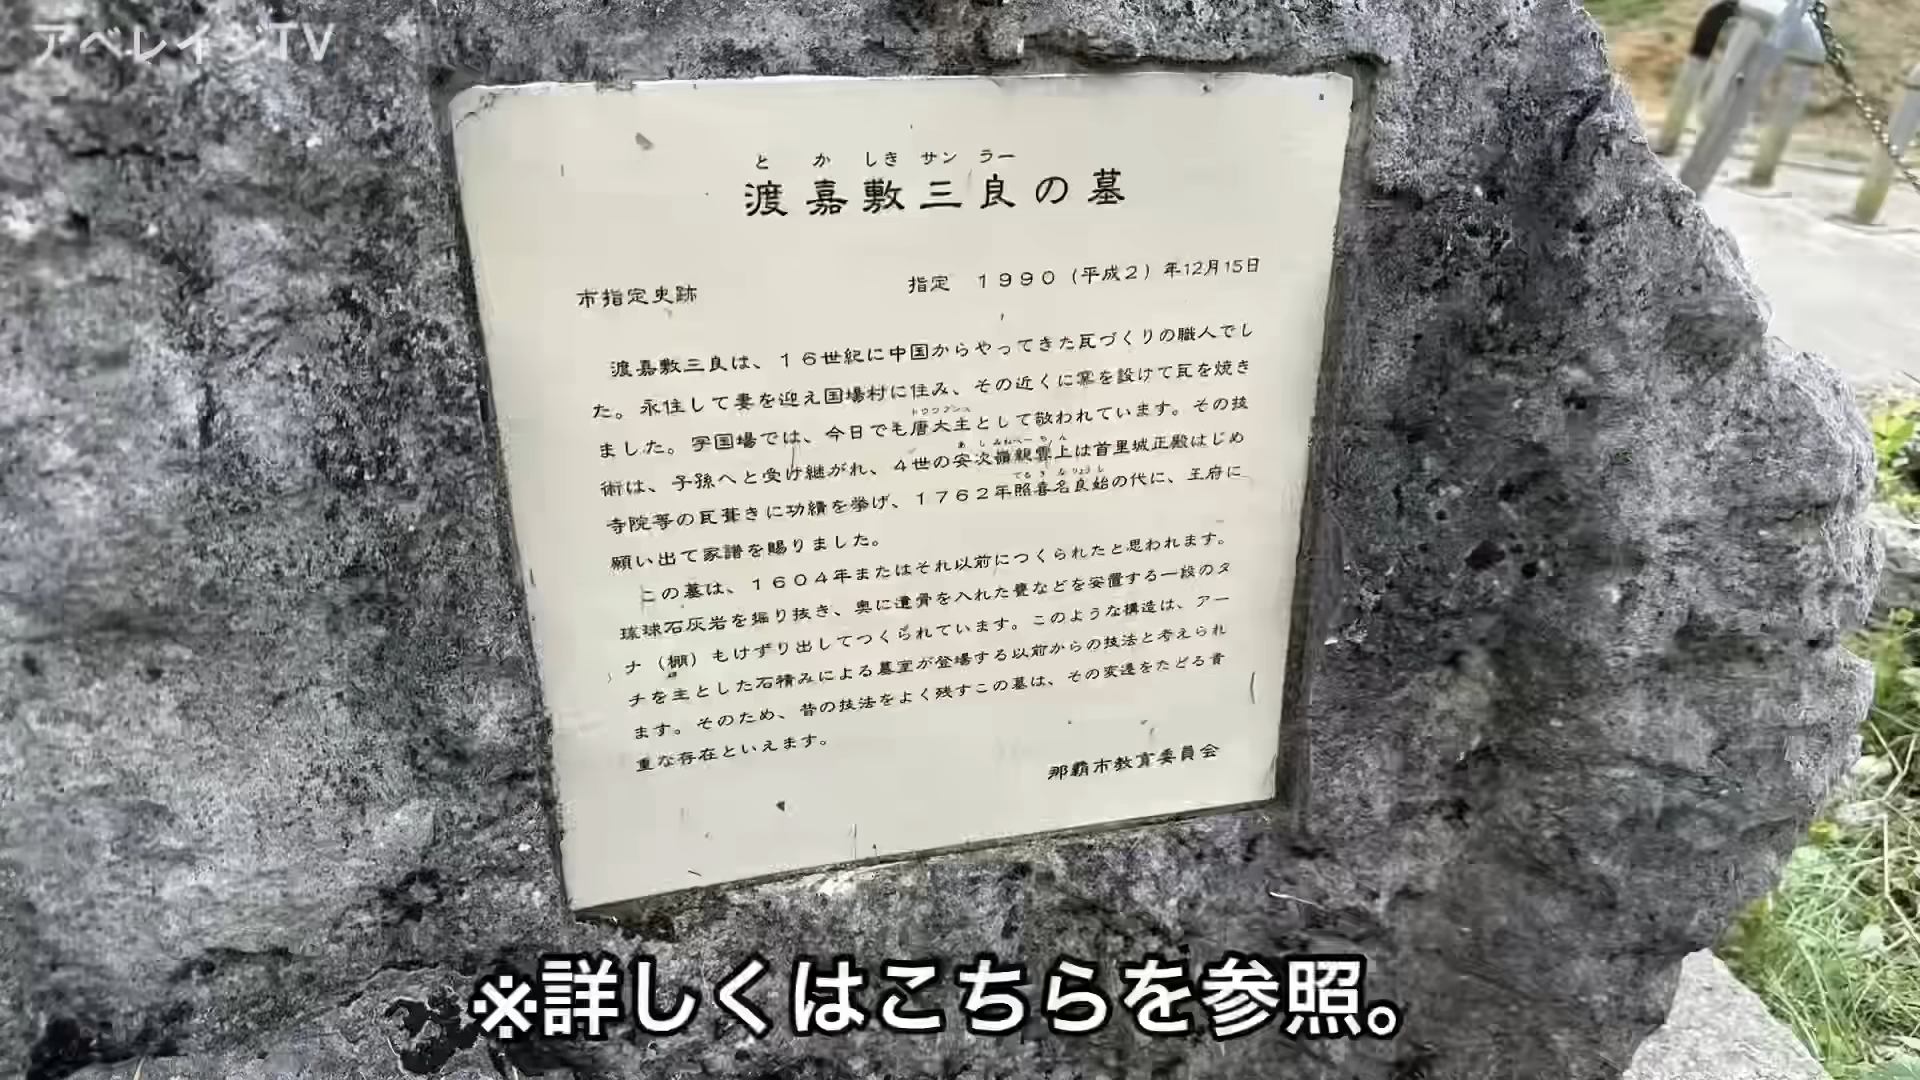 アベレイジTV
と か しき サン ラー
渡嘉敷三良の墓
市指定史跡
指定 １９９０（平成２）年12月15日
渡嘉敷三良は、１６世紀に中国からやってきた瓦づくりの職人でし
た。永住して妻を迎え国場村に住み、その近くに窯を設けて瓦を焼き
ました。字国場では、今日でも唐大主として敬われています。その技
術は、子孫へと受け継がれ、４世の安次嶺親雲上は首里城正殿はじめ
寺院等の瓦葺きに功績を挙げ、１７６２年照喜名良始の代に、王府に
願い出て家譜を賜りました。
この墓は、１６０４年またはそれ以前につくられたと思われます。
琉球石灰岩を掘り抜き、奥に遺骨を入れた甕などを安置する一段のタ
ナ（棚）もけずり出してつくられています。このような構造は、アー
チを主とした石積みによる墓室が登場する以前からの技法と考えられ
ます。そのため、昔の技法をよく残すこの墓は、その変遷をたどる貴
重な存在といえます。
那覇市教育委員会
※詳しくはこちらを参照。